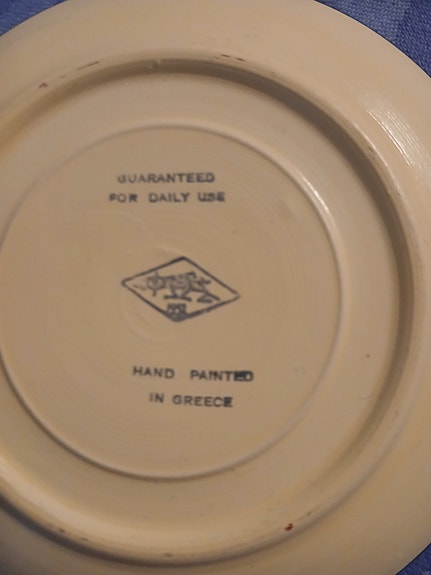 GUARANTEED
FOR DAILY USE
HAND PAINTED
IN GREECE